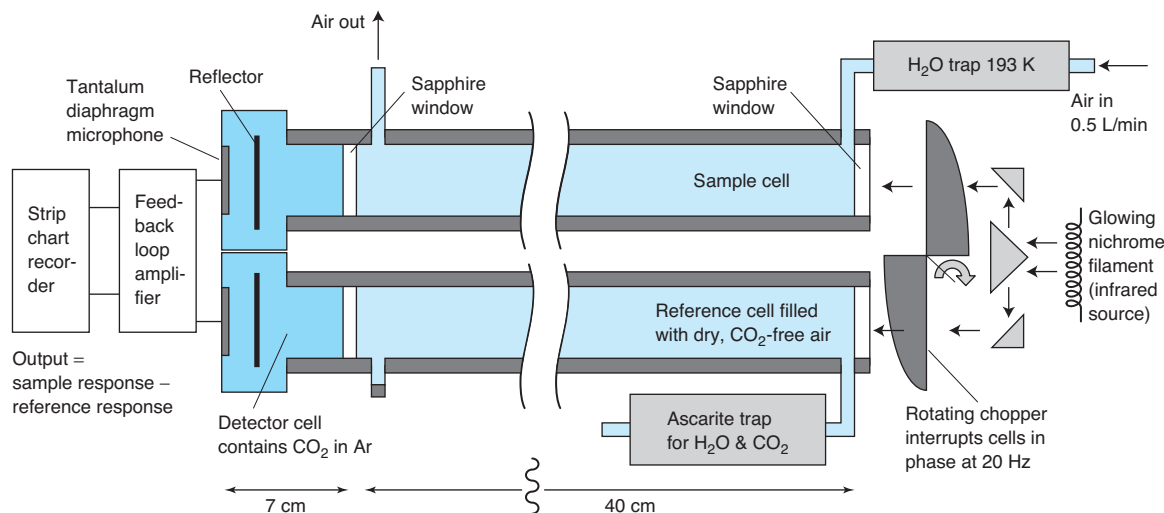 Air out
Reflector
Tantalum
diaphragm
microphone
Sapphire
window
Sapphire
window
H₂O trap 193 K
Air in
0.5 L/min
Sample cell
Strip
chart
recor-
der
Feed-
back
loop
ampli-
fier
Glowing
nichrome
filament
(infrared
source)
Reference cell filled
with dry, CO₂-free air
Output =
sample response –
reference response
Detector cell
contains CO₂ in Ar
Ascarite trap
for H₂O & CO₂
Rotating chopper
interrupts cells in
phase at 20 Hz
7 cm
40 cm